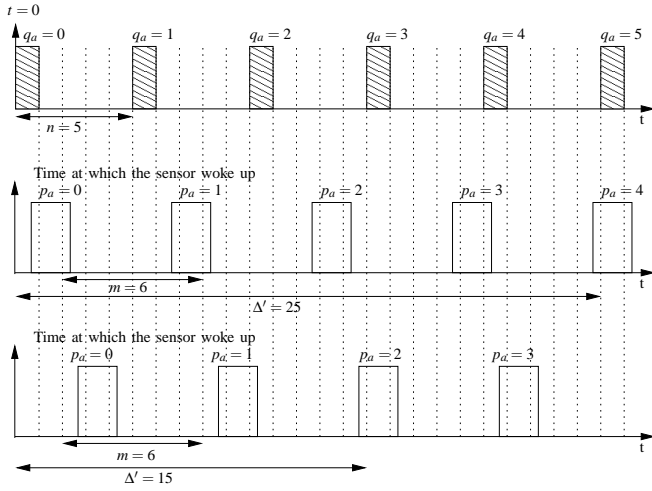 t = 0
q_a = 0 q_a = 1 q_a = 2 q_a = 3 q_a = 4 q_a = 5
t
n = 5
Time at which the sensor woke up
p_a = 0 p_a = 1 p_a = 2 p_a = 3 p_a = 4
t
m = 6
Δ′ = 25
Time at which the sensor woke up
p_a = 0 p_a = 1 p_a = 2 p_a = 3
t
m = 6
Δ′ = 15